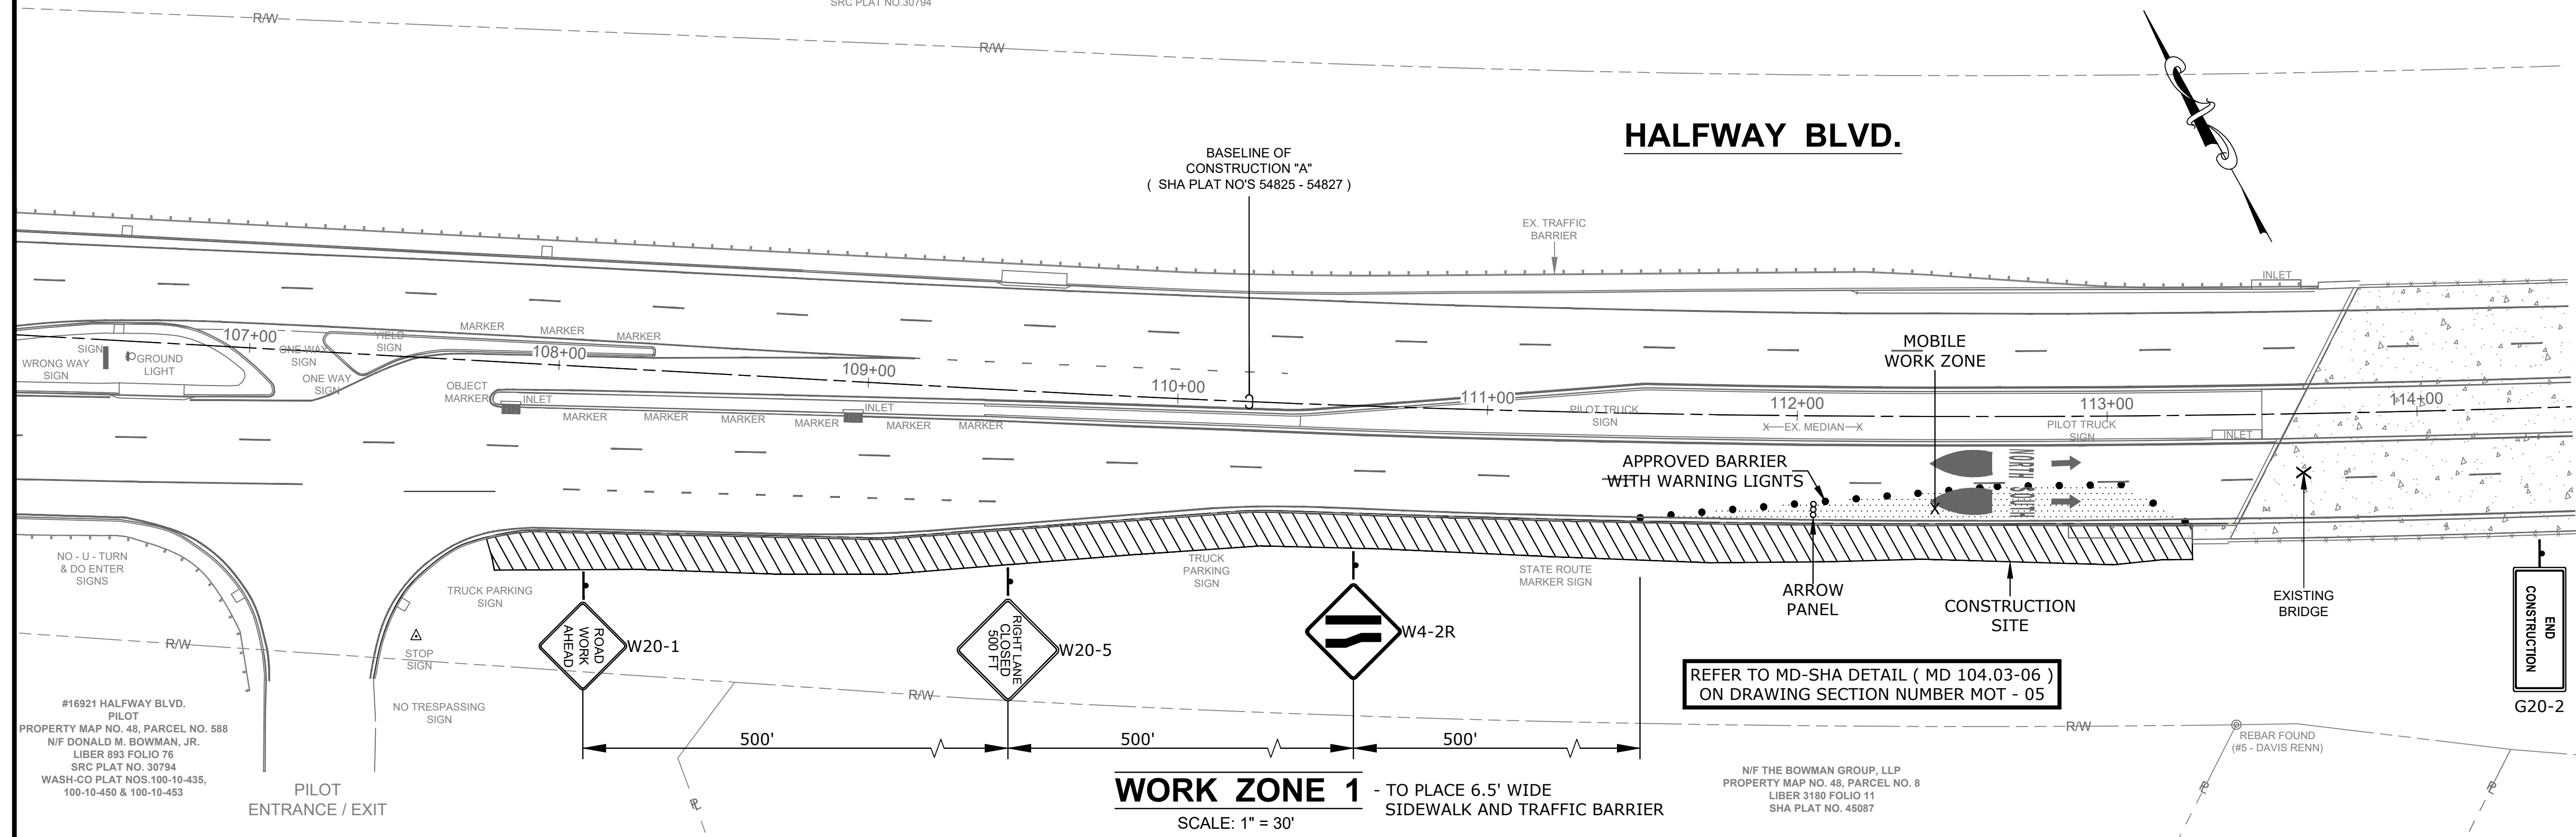 SRC PLAT NO.30794
R/W
R/W
HALFWAY BLVD.
BASELINE OF
CONSTRUCTION "A"
( SHA PLAT NO'S 54825 - 54827 )
EX. TRAFFIC
BARRIER
INLET
107+00
108+00
109+00
110+00
111+00
112+00
113+00
114+00
SIGN
WRONG WAY
SIGN
GROUND
LIGHT
ONE WAY
SIGN
ONE WAY
SIGN
YIELD
SIGN
MARKER
MARKER
MARKER
OBJECT
MARKER
INLET
MARKER
MARKER
MARKER
MARKER
INLET
MARKER
MARKER
PILOT TRUCK
SIGN
X—EX. MEDIAN—X
PILOT TRUCK
SIGN
INLET
MOBILE
WORK ZONE
APPROVED BARRIER
WITH WARNING LIGNTS
NO - U - TURN
& DO ENTER
SIGNS
TRUCK PARKING
SIGN
TRUCK
PARKING
SIGN
STATE ROUTE
MARKER SIGN
ARROW
PANEL
CONSTRUCTION
SITE
EXISTING
BRIDGE
STOP
SIGN
R/W
ROAD
WORK
AHEAD
W20-1
RIGHT LANE
CLOSED
500 FT
W20-5
W4-2R
REFER TO MD-SHA DETAIL ( MD 104.03-06 )
ON DRAWING SECTION NUMBER MOT - 05
END
CONSTRUCTION
G20-2
NO TRESPASSING
SIGN
R/W
R/W
REBAR FOUND
(#5 - DAVIS RENN)
#16921 HALFWAY BLVD.
PILOT
PROPERTY MAP NO. 48, PARCEL NO. 588
N/F DONALD M. BOWMAN, JR.
LIBER 893 FOLIO 76
SRC PLAT NO. 30794
WASH-CO PLAT NOS.100-10-435,
100-10-450 & 100-10-453
PILOT
ENTRANCE / EXIT
500'
500'
500'
WORK ZONE 1 - TO PLACE 6.5' WIDE
SIDEWALK AND TRAFFIC BARRIER
SCALE: 1" = 30'
N/F THE BOWMAN GROUP, LLP
PROPERTY MAP NO. 48, PARCEL NO. 8
LIBER 3180 FOLIO 11
SHA PLAT NO. 45087
PL
PL
PL